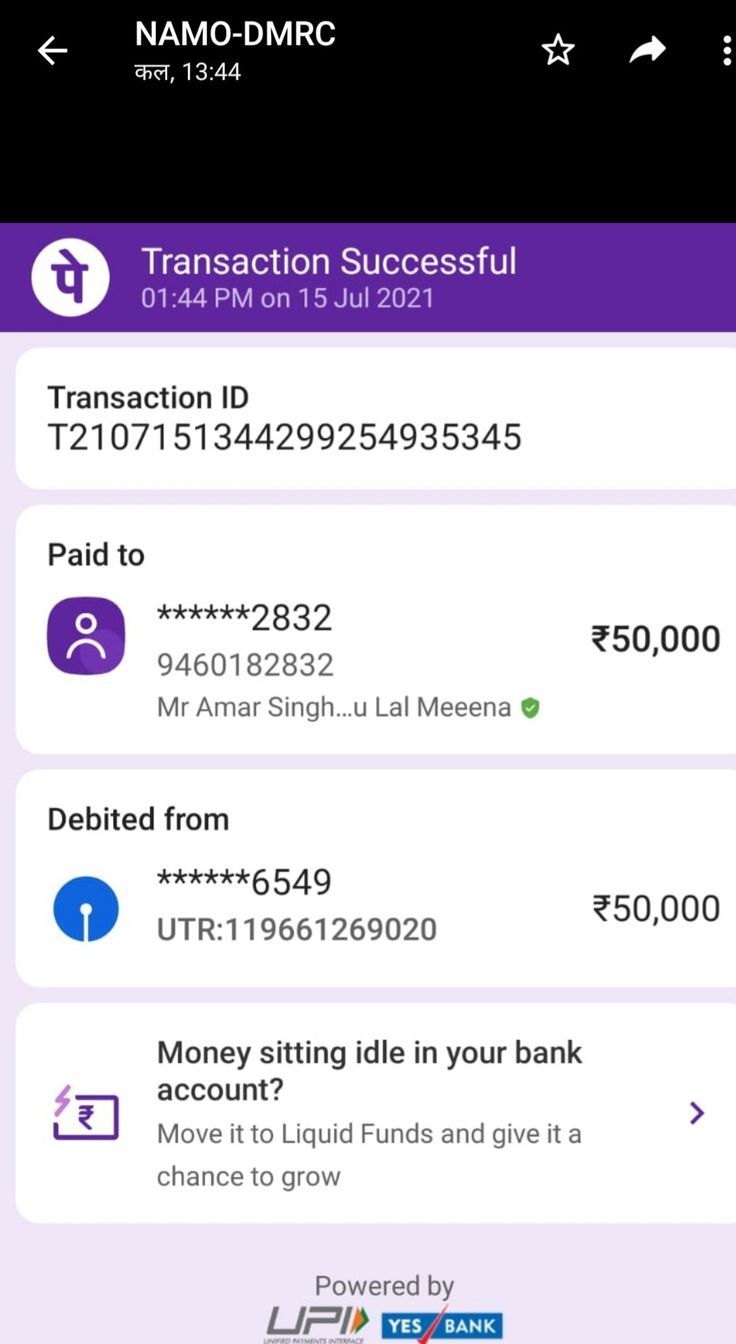 NAMO-DMRC
कल, 13:44
पे
Transaction Successful
01:44 PM on 15 Jul 2021
Transaction ID
T2107151344299254935345
Paid to
******2832
₹50,000
9460182832
Mr Amar Singh...u Lal Meeena
Debited from
******6549
₹50,000
UTR:119661269020
Money sitting idle in your bank
account?
₹
Move it to Liquid Funds and give it a
chance to grow
Powered by
UPI
UNIFIED PAYMENTS INTERFACE
YES BANK